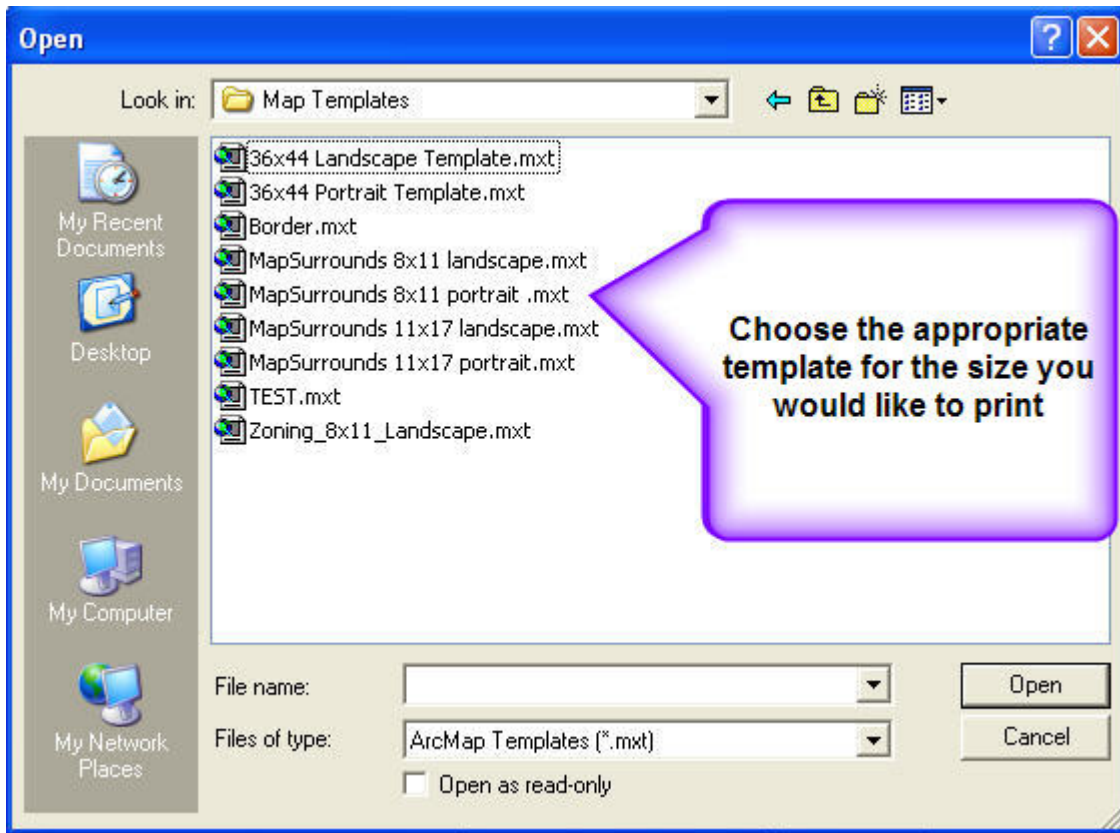 Open
Look in: Map Templates
My Recent
Documents
Desktop
My Documents
My Computer
My Network
Places
36x44 Landscape Template.mxt
36x44 Portrait Template.mxt
Border.mxt
MapSurrounds 8x11 landscape.mxt
MapSurrounds 8x11 portrait .mxt
MapSurrounds 11x17 landscape.mxt
MapSurrounds 11x17 portrait.mxt
TEST.mxt
Zoning_8x11_Landscape.mxt
Choose the appropriate
template for the size you
would like to print
File name:
Open
Files of type: ArcMap Templates (*.mxt)
Cancel
Open as read-only